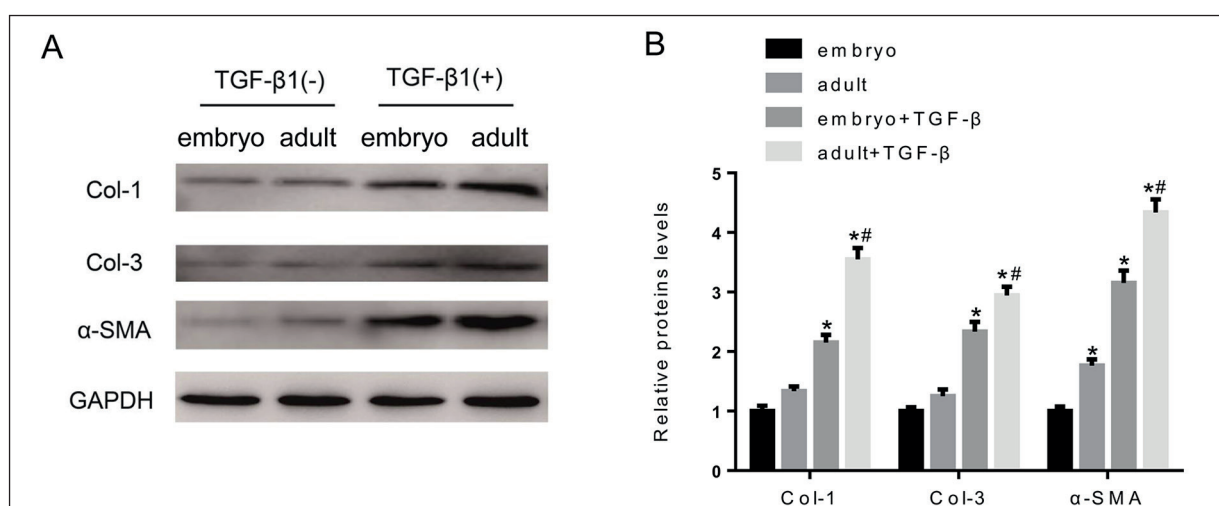 A
TGF-β1(-) TGF-β1(+)
embryo adult embryo adult
Col-1
Col-3
α-SMA
GAPDH
B
embryo
adult
embryo+TGF-β
adult+TGF-β
Relative proteins levels
5
4
3
2
1
0
* *# * *# * * *#
Col-1 Col-3 α-SMA